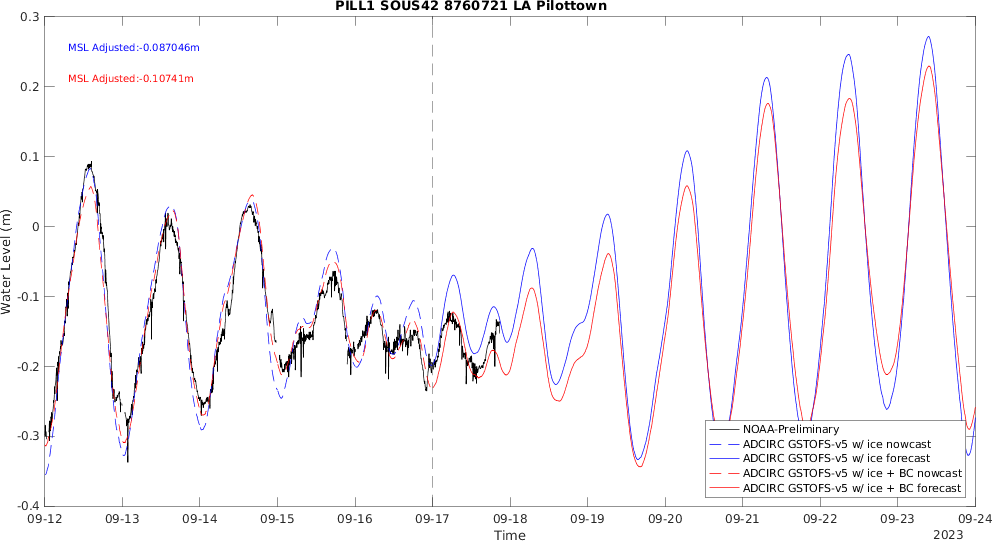 PILL1 SOUS42 8760721 LA Pilottown
MSL Adjusted:-0.087046m
MSL Adjusted:-0.10741m
Water Level (m)
0.3
0.2
0.1
0
-0.1
-0.2
-0.3
-0.4
NOAA-Preliminary
ADCIRC GSTOFS-v5 w/ ice nowcast
ADCIRC GSTOFS-v5 w/ ice forecast
ADCIRC GSTOFS-v5 w/ ice + BC nowcast
ADCIRC GSTOFS-v5 w/ ice + BC forecast
09-12 09-13 09-14 09-15 09-16 09-17 09-18 09-19 09-20 09-21 09-22 09-23 09-24
Time
2023